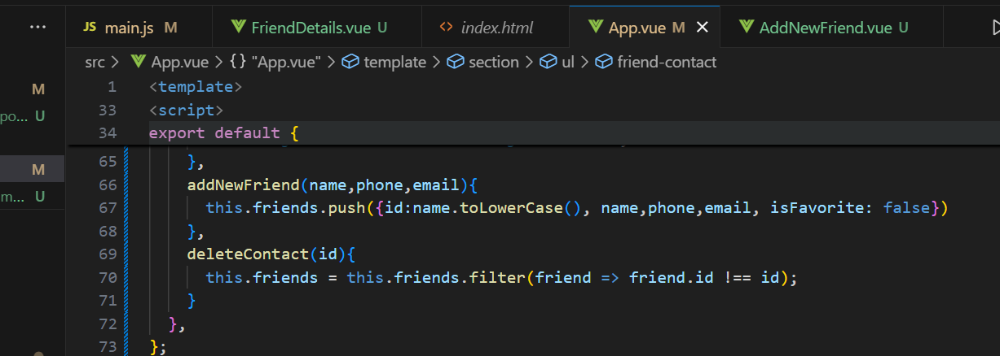 ··· JS main.js M FriendDetails.vue U <> index.html App.vue M × AddNewFriend.vue U
src > App.vue > {} "App.vue" > template > section > ul > friend-contact
M
po... U
M
m... U
1 <template>
33 <script>
34 export default {
65 },
66 addNewFriend(name,phone,email){
67 this.friends.push({id:name.toLowerCase(), name,phone,email, isFavorite: false})
68 },
69 deleteContact(id){
70 this.friends = this.friends.filter(friend => friend.id !== id);
71 }
72 },
73 };